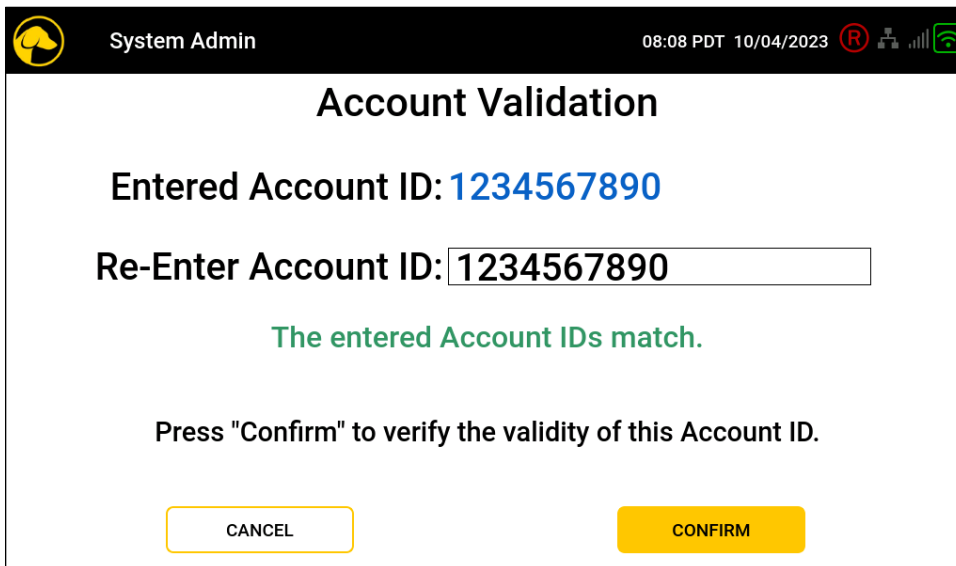 System Admin
08:08 PDT 10/04/2023 R
Account Validation
Entered Account ID: 1234567890
Re-Enter Account ID: 1234567890
The entered Account IDs match.
Press "Confirm" to verify the validity of this Account ID.
CANCEL
CONFIRM